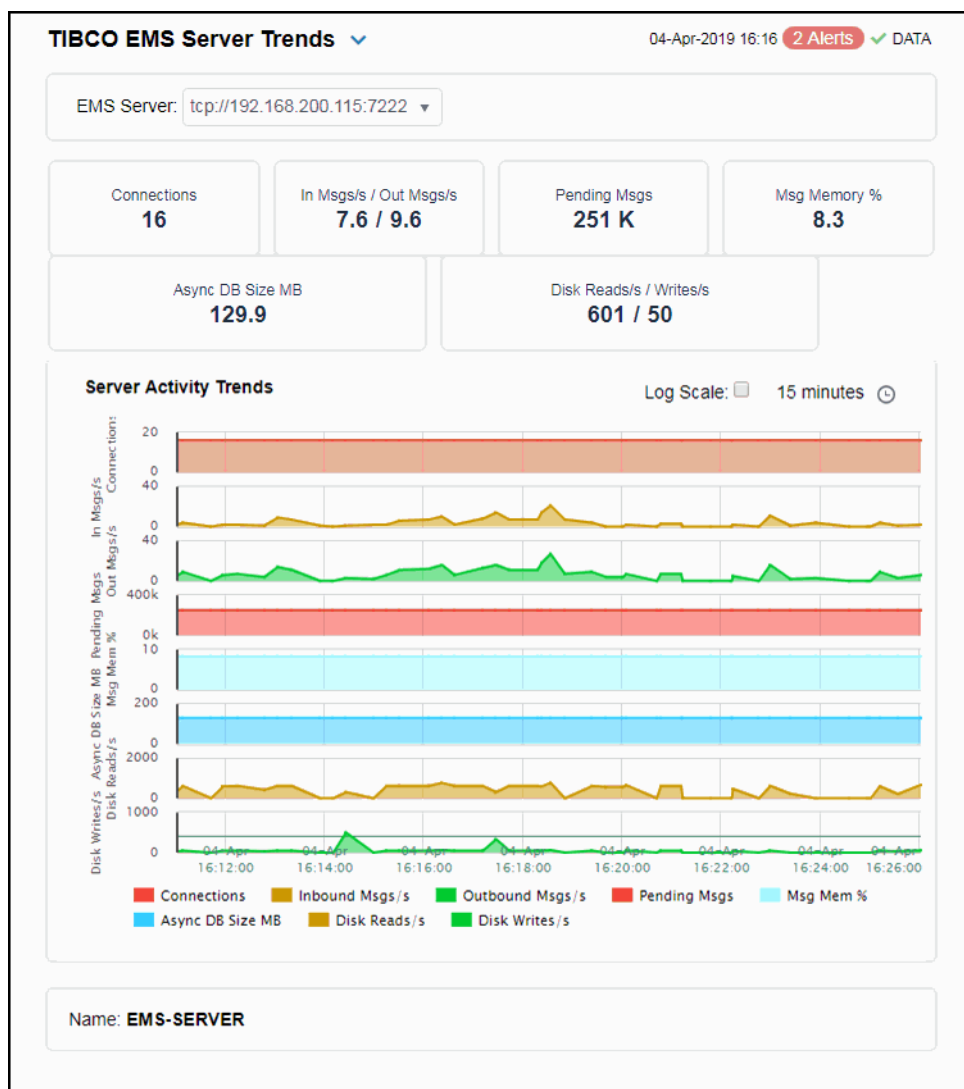 TIBCO EMS Server Trends
04-Apr-2019 16:16 2 Alerts DATA
EMS Server: tcp://192.168.200.115:7222
Connections
16
In Msgs/s / Out Msgs/s
7.6 / 9.6
Pending Msgs
251 K
Msg Memory %
8.3
Async DB Size MB
129.9
Disk Reads/s / Writes/s
601 / 50
Server Activity Trends
Log Scale: 15 minutes
Connections
20
0
In Msgs/s
40
0
Out Msgs/s
40
0
Pending Msgs
400k
0k
Msg Mem %
10
0
Async DB Size MB
200
0
Disk Reads/s
2000
0
Disk Writes/s
1000
0
04-Apr 04-Apr 04-Apr 04-Apr 04-Apr 04-Apr 04-Apr 04-Apr
16:12:00 16:14:00 16:16:00 16:18:00 16:20:00 16:22:00 16:24:00 16:26:00
Connections Inbound Msgs/s Outbound Msgs/s Pending Msgs Msg Mem %
Async DB Size MB Disk Reads/s Disk Writes/s
Name: EMS-SERVER